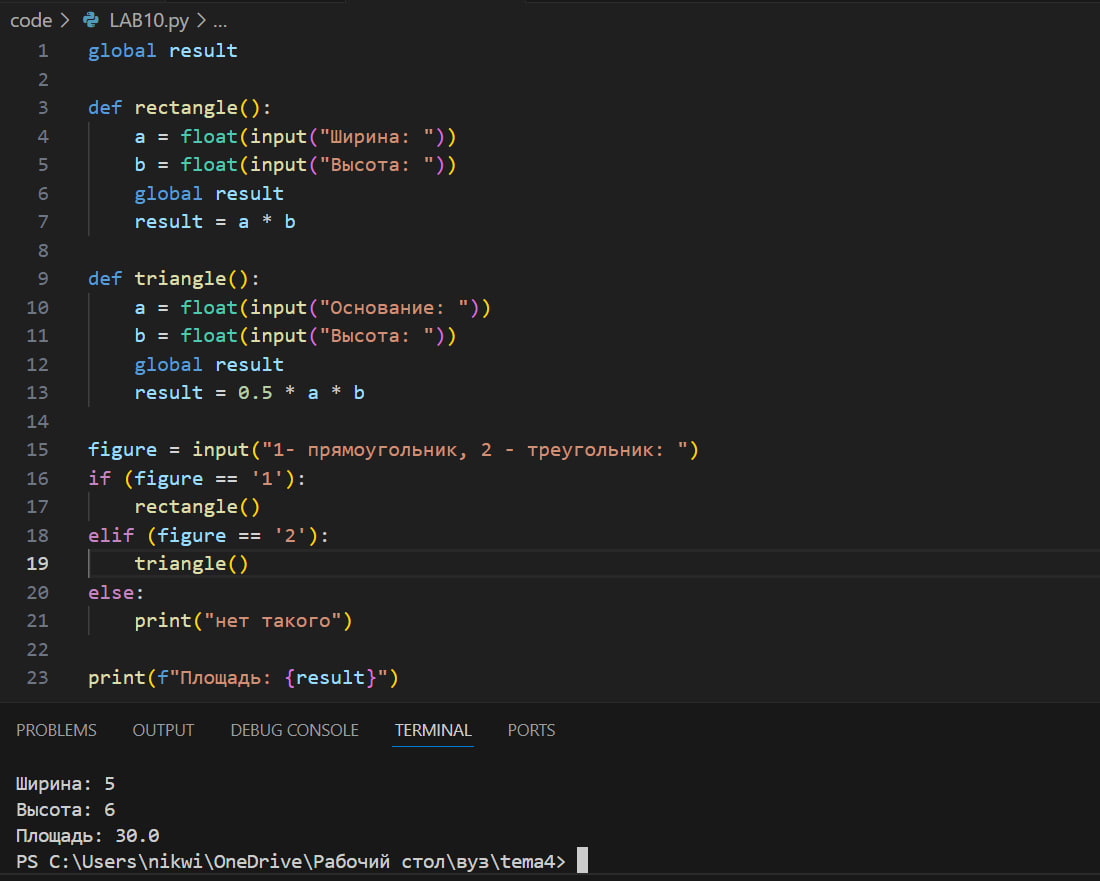 code > LAB10.py > ...
1 global result
2
3 def rectangle():
4     a = float(input("Ширина: "))
5     b = float(input("Высота: "))
6     global result
7     result = a * b
8
9 def triangle():
10     a = float(input("Основание: "))
11     b = float(input("Высота: "))
12     global result
13     result = 0.5 * a * b
14
15 figure = input("1- прямоугольник, 2 - треугольник: ")
16 if (figure == '1'):
17     rectangle()
18 elif (figure == '2'):
19     triangle()
20 else:
21     print("нет такого")
22
23 print(f"Площадь: {result}")
PROBLEMS OUTPUT DEBUG CONSOLE TERMINAL PORTS
Ширина: 5
Высота: 6
Площадь: 30.0
PS C:\Users\nikwi\OneDrive\Рабочий стол\вуз\tema4>